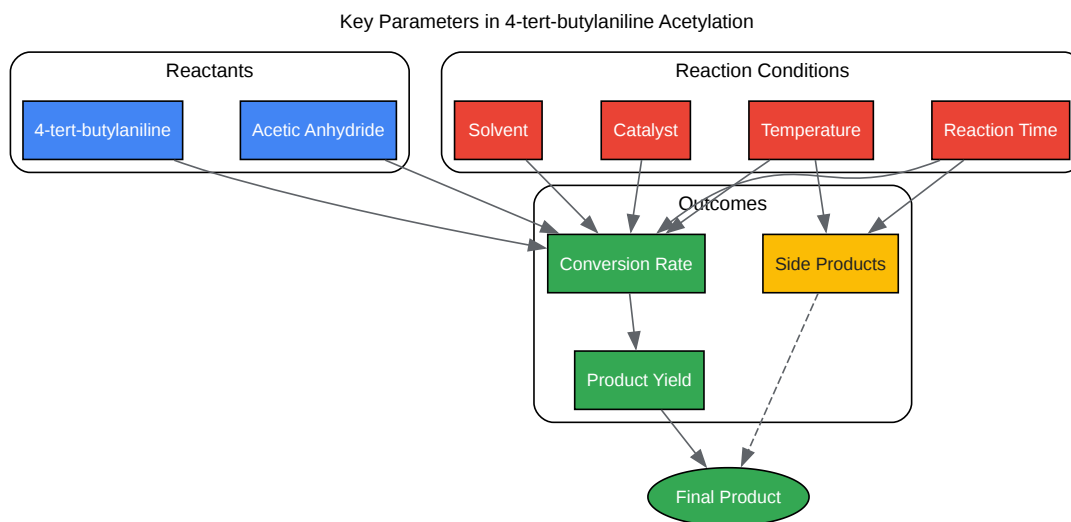 Key Parameters in 4-tert-butylaniline Acetylation
Reactants
Reaction Conditions
4-tert-butylaniline
Acetic Anhydride
Solvent
Catalyst
Temperature
Reaction Time
Outcomes
Conversion Rate
Side Products
Product Yield
Final Product